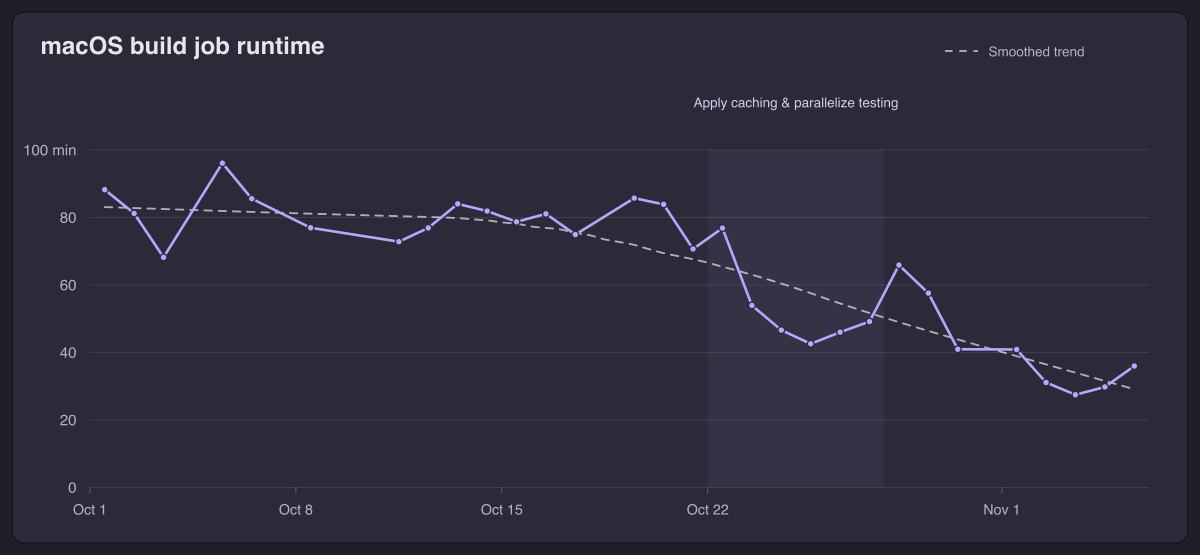 macOS build job runtime
Smoothed trend
Apply caching & parallelize testing
100 min
80
60
40
20
0
Oct 1
Oct 8
Oct 15
Oct 22
Nov 1